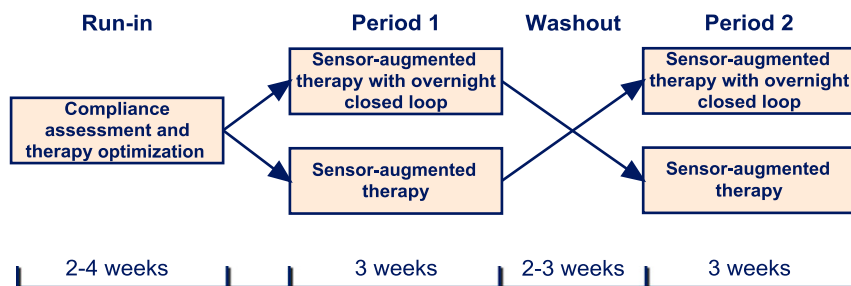 Run-in
Period 1
Washout
Period 2
Compliance
assessment and
therapy optimization
Sensor-augmented
therapy with overnight
closed loop
Sensor-augmented
therapy
Sensor-augmented
therapy with overnight
closed loop
Sensor-augmented
therapy
2-4 weeks
3 weeks
2-3 weeks
3 weeks